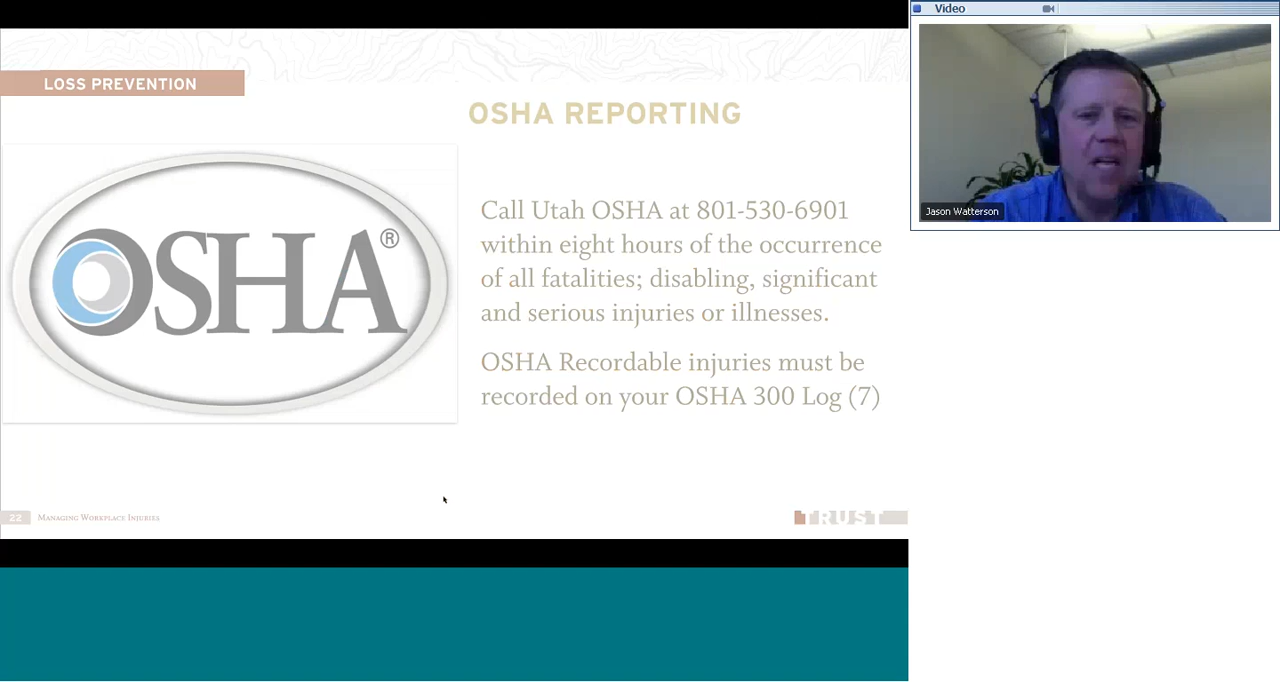 LOSS PREVENTION
OSHA REPORTING
OSHA®
Call Utah OSHA at 801-530-6901
within eight hours of the occurrence
of all fatalities; disabling, significant
and serious injuries or illnesses.
OSHA Recordable injuries must be
recorded on your OSHA 300 Log (7)
22 Managing Workplace Injuries
TRUST
Video
Jason Watterson